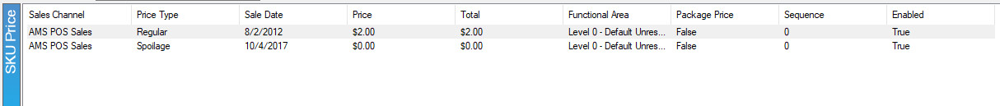 SKU Price
Sales Channel Price Type Sale Date Price Total Functional Area Package Price Sequence Enabled
AMS POS Sales Regular 8/2/2012 $2.00 $2.00 Level 0 - Default Unres... False 0 True
AMS POS Sales Spoilage 10/4/2017 $0.00 $0.00 Level 0 - Default Unres... False 0 True